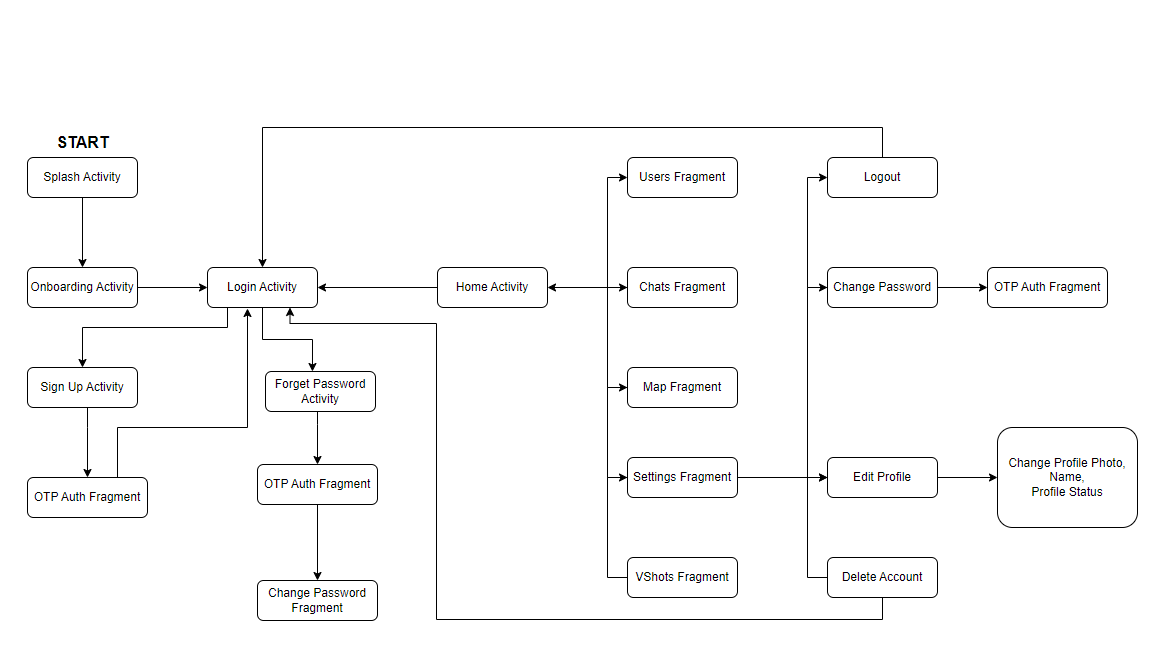 START
Splash Activity
Users Fragment
Logout
Onboarding Activity
Login Activity
Home Activity
Chats Fragment
Change Password
OTP Auth Fragment
Sign Up Activity
Forget Password
Activity
Map Fragment
OTP Auth Fragment
OTP Auth Fragment
Settings Fragment
Edit Profile
Change Profile Photo,
Name,
Profile Status
Change Password
Fragment
VShots Fragment
Delete Account